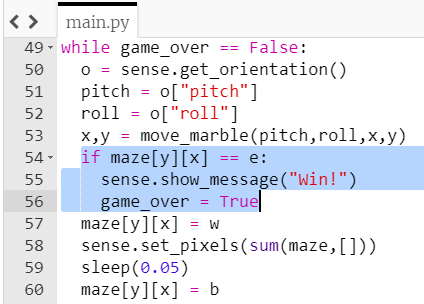 main.py
49 while game_over == False:
50   o = sense.get_orientation()
51   pitch = o["pitch"]
52   roll = o["roll"]
53   x,y = move_marble(pitch,roll,x,y)
54   if maze[y][x] == e:
55     sense.show_message("Win!")
56     game_over = True
57   maze[y][x] = w
58   sense.set_pixels(sum(maze,[]))
59   sleep(0.05)
60   maze[y][x] = b